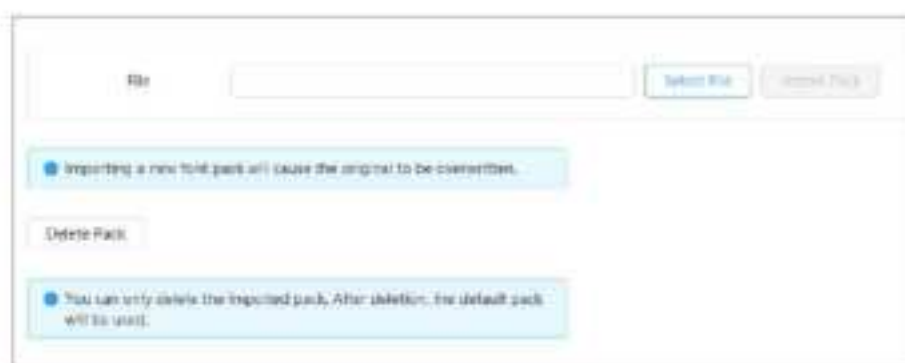 File
Select File
Import Pack
Importing a new fold pack will cause the original to be overwritten.
Delete Pack
You can only delete the imported pack. After deletion, the default pack
will be used.